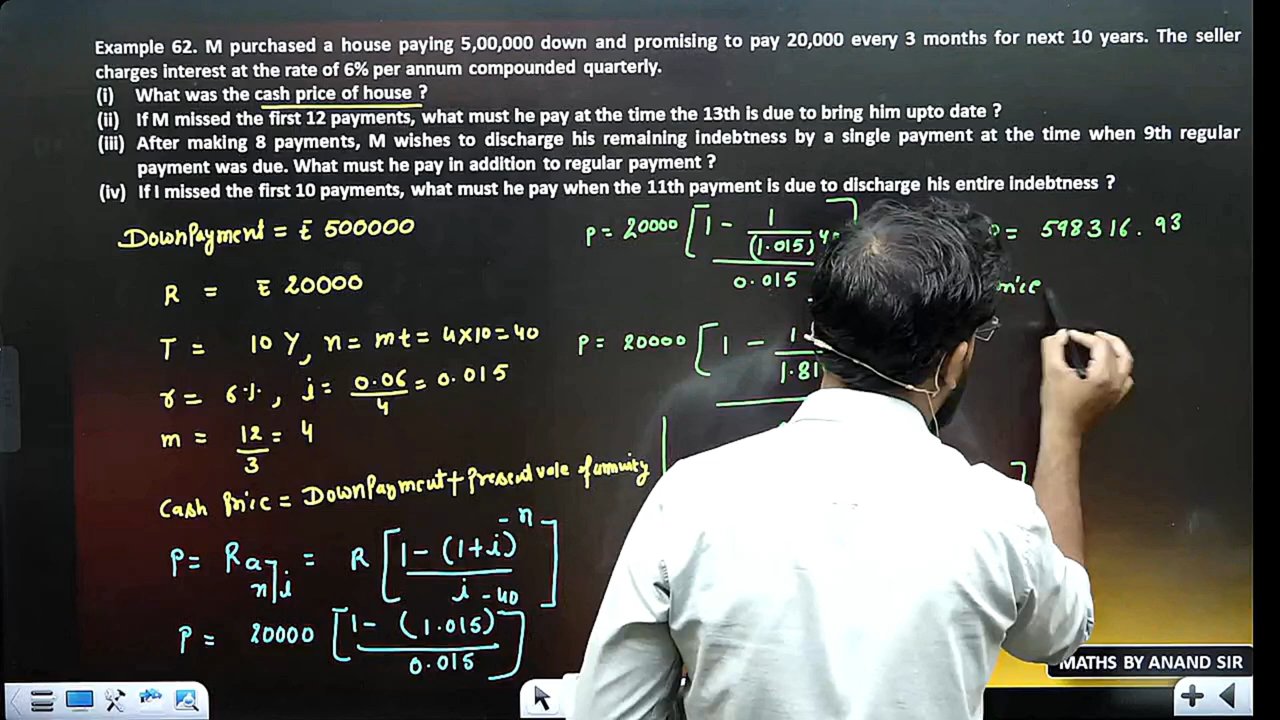 Example 62. M purchased a house paying 5,00,000 down and promising to pay 20,000 every 3 months for next 10 years. The seller
charges interest at the rate of 6% per annum compounded quarterly.
(i) What was the cash price of house ?
(ii) If M missed the first 12 payments, what must he pay at the time the 13th is due to bring him upto date ?
(iii) After making 8 payments, M wishes to discharge his remaining indebtness by a single payment at the time when 9th regular
payment was due. What must he pay in addition to regular payment ?
(iv) If I missed the first 10 payments, what must he pay when the 11th payment is due to discharge his entire indebtness ?
DownPayment = ₹ 500000
R = ₹ 20000
T = 10 Y, n = mt = 4×10 = 40
r = 6%, i = 0.06/4 = 0.015
m = 12/3 = 4
Cash Price = DownPayment + Present vale of annuity
P = Ra n i = R [1 - (1+i)^-n / i]
P = 20000 [1 - (1.015)^-40 / 0.015]
P = 20000 [1 - 1/(1.015) / 0.015]
P = 20000 [1 -
= 598316.93
MATHS BY ANAND SIR